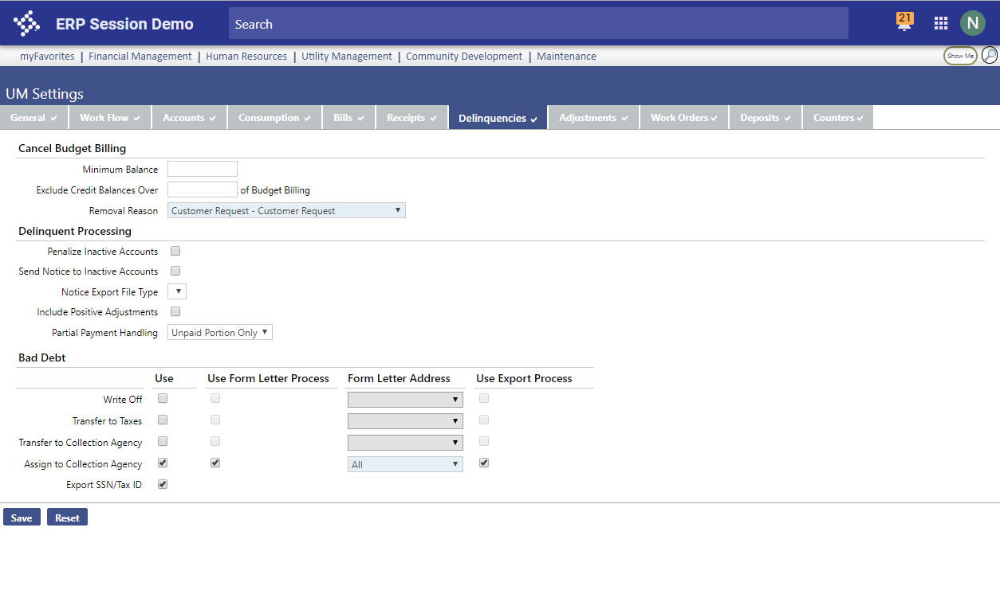 ERP Session Demo
Search
21
N
myFavorites | Financial Management | Human Resources | Utility Management | Community Development | Maintenance
Show Me
UM Settings
General Work Flow Accounts Consumption Bills Receipts Delinquencies Adjustments Work Orders Deposits Counters
Cancel Budget Billing
Minimum Balance
Exclude Credit Balances Over of Budget Billing
Removal Reason Customer Request - Customer Request
Delinquent Processing
Penalize Inactive Accounts
Send Notice to Inactive Accounts
Notice Export File Type
Include Positive Adjustments
Partial Payment Handling Unpaid Portion Only
Bad Debt
Use Use Form Letter Process Form Letter Address Use Export Process
Write Off
Transfer to Taxes
Transfer to Collection Agency
Assign to Collection Agency All
Export SSN/Tax ID
Save Reset